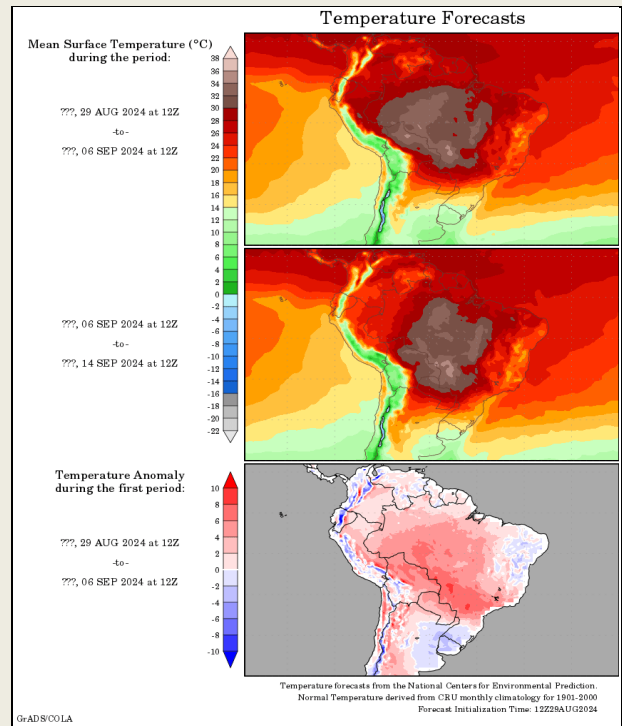 Temperature Forecasts
Mean Surface Temperature (°C)
during the period:
???, 29 AUG 2024 at 12Z
-to-
???, 06 SEP 2024 at 12Z
38
36
34
33
32
31
30
28
26
24
22
20
18
16
14
12
10
8
6
4
2
0
-2
-4
-6
-8
-10
-12
-14
-16
-17
-20
-22
???, 06 SEP 2024 at 12Z
-to-
???, 14 SEP 2024 at 12Z
Temperature Anomaly
during the first period:
???, 29 AUG 2024 at 12Z
-to-
???, 06 SEP 2024 at 12Z
10
8
6
4
2
0
-2
-4
-6
-8
-10
Temperature forecasts from the National Centers for Environmental Prediction.
Normal Temperature derived from CRU monthly climatology for 1901-2000
Forecast Initialization Time: 12Z29AUG2024
GrADS/COLA